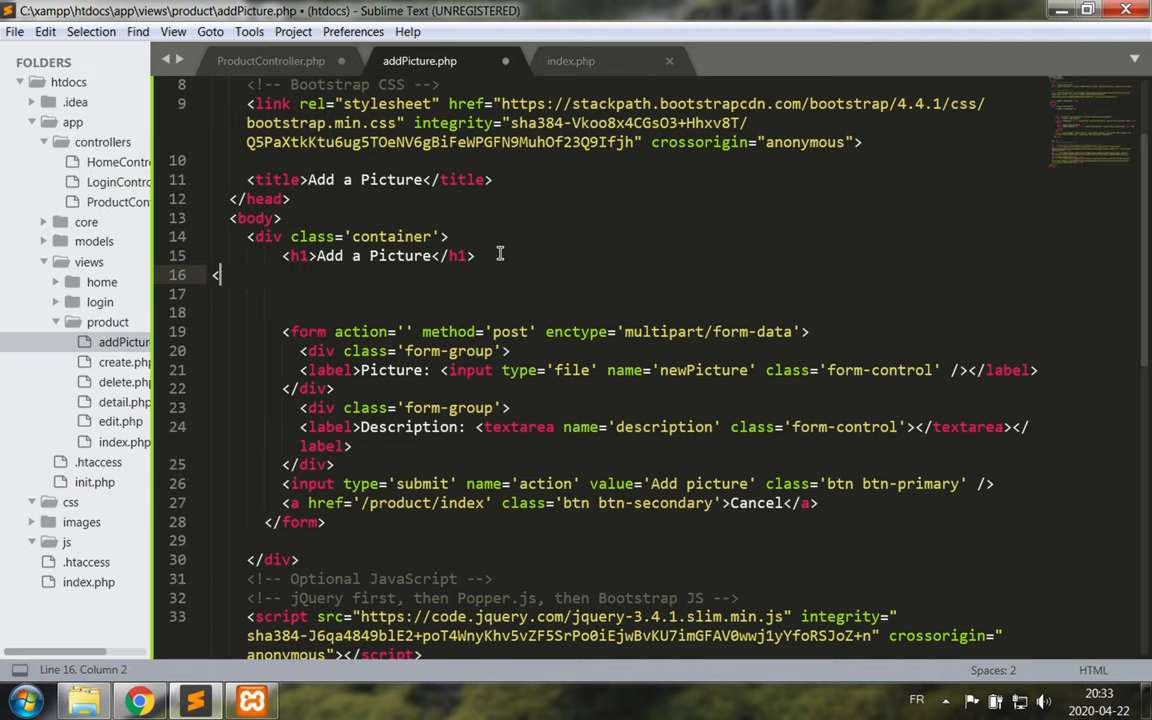 C:\xampp\htdocs\app\views\product\addPicture.php • (htdocs) - Sublime Text (UNREGISTERED)
File Edit Selection Find View Goto Tools Project Preferences Help
FOLDERS
htdocs
.idea
app
controllers
HomeContro
LoginContro
ProductCon
core
models
views
home
login
product
addPictur
create.php
delete.php
detail.php
edit.php
index.php
.htaccess
init.php
css
images
js
.htaccess
index.php
ProductController.php addPicture.php index.php
8 <!-- Bootstrap CSS -->
9 <link rel="stylesheet" href="https://stackpath.bootstrapcdn.com/bootstrap/4.4.1/css/
bootstrap.min.css" integrity="sha384-Vkoo8x4CGsO3+Hhxv8T/
Q5PaXtkKtu6ug5TOeNV6gBiFeWPGFN9MuhOf23Q9Ifjh" crossorigin="anonymous">
10
11 <title>Add a Picture</title>
12 </head>
13 <body>
14 <div class='container'>
15 <h1>Add a Picture</h1>
16 <
17
18
19 <form action='' method='post' enctype='multipart/form-data'>
20 <div class='form-group'>
21 <label>Picture: <input type='file' name='newPicture' class='form-control' /></label>
22 </div>
23 <div class='form-group'>
24 <label>Description: <textarea name='description' class='form-control'></textarea></
label>
25 </div>
26 <input type='submit' name='action' value='Add picture' class='btn btn-primary' />
27 <a href='/product/index' class='btn btn-secondary'>Cancel</a>
28 </form>
29
30 </div>
31 <!-- Optional JavaScript -->
32 <!-- jQuery first, then Popper.js, then Bootstrap JS -->
33 <script src="https://code.jquery.com/jquery-3.4.1.slim.min.js" integrity="
sha384-J6qa4849blE2+poT4WnyKhv5vZF5SrPo0iEjwBvKU7imGFAV0wwj1yYfoRSJoZ+n" crossorigin="
anonymous"></script>
Line 16, Column 2
Spaces: 2
HTML
FR
20:33
2020-04-22